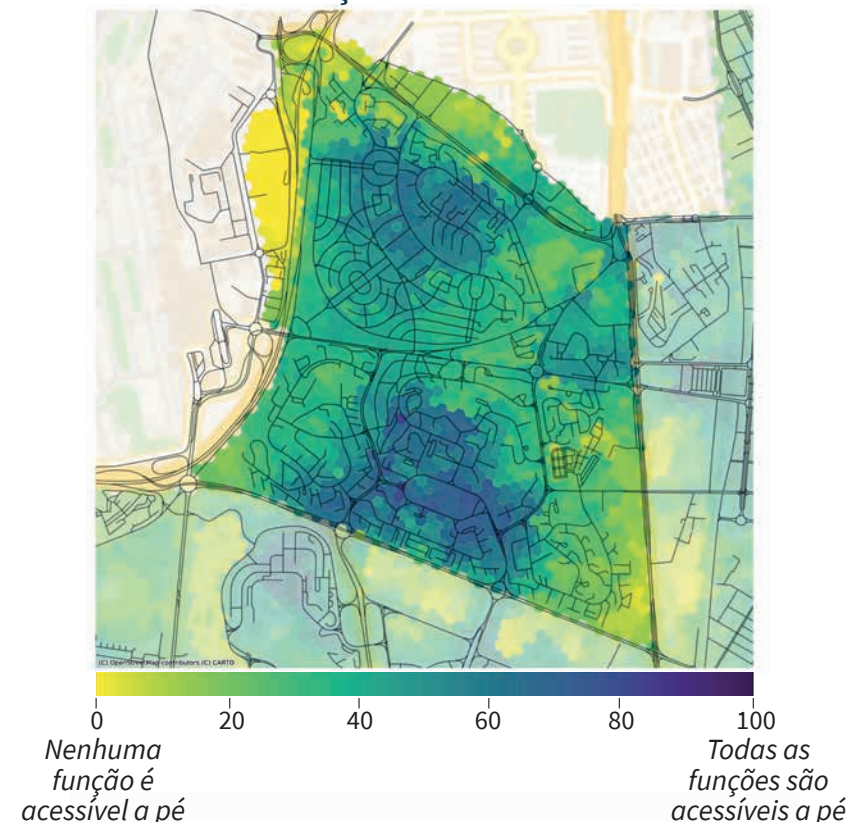 (C) OpenStreetMap contributors (C) CARTO
0 20 40 60 80 100
Nenhuma
função é
acessível a pé
Todas as
funções são
acessíveis a pé